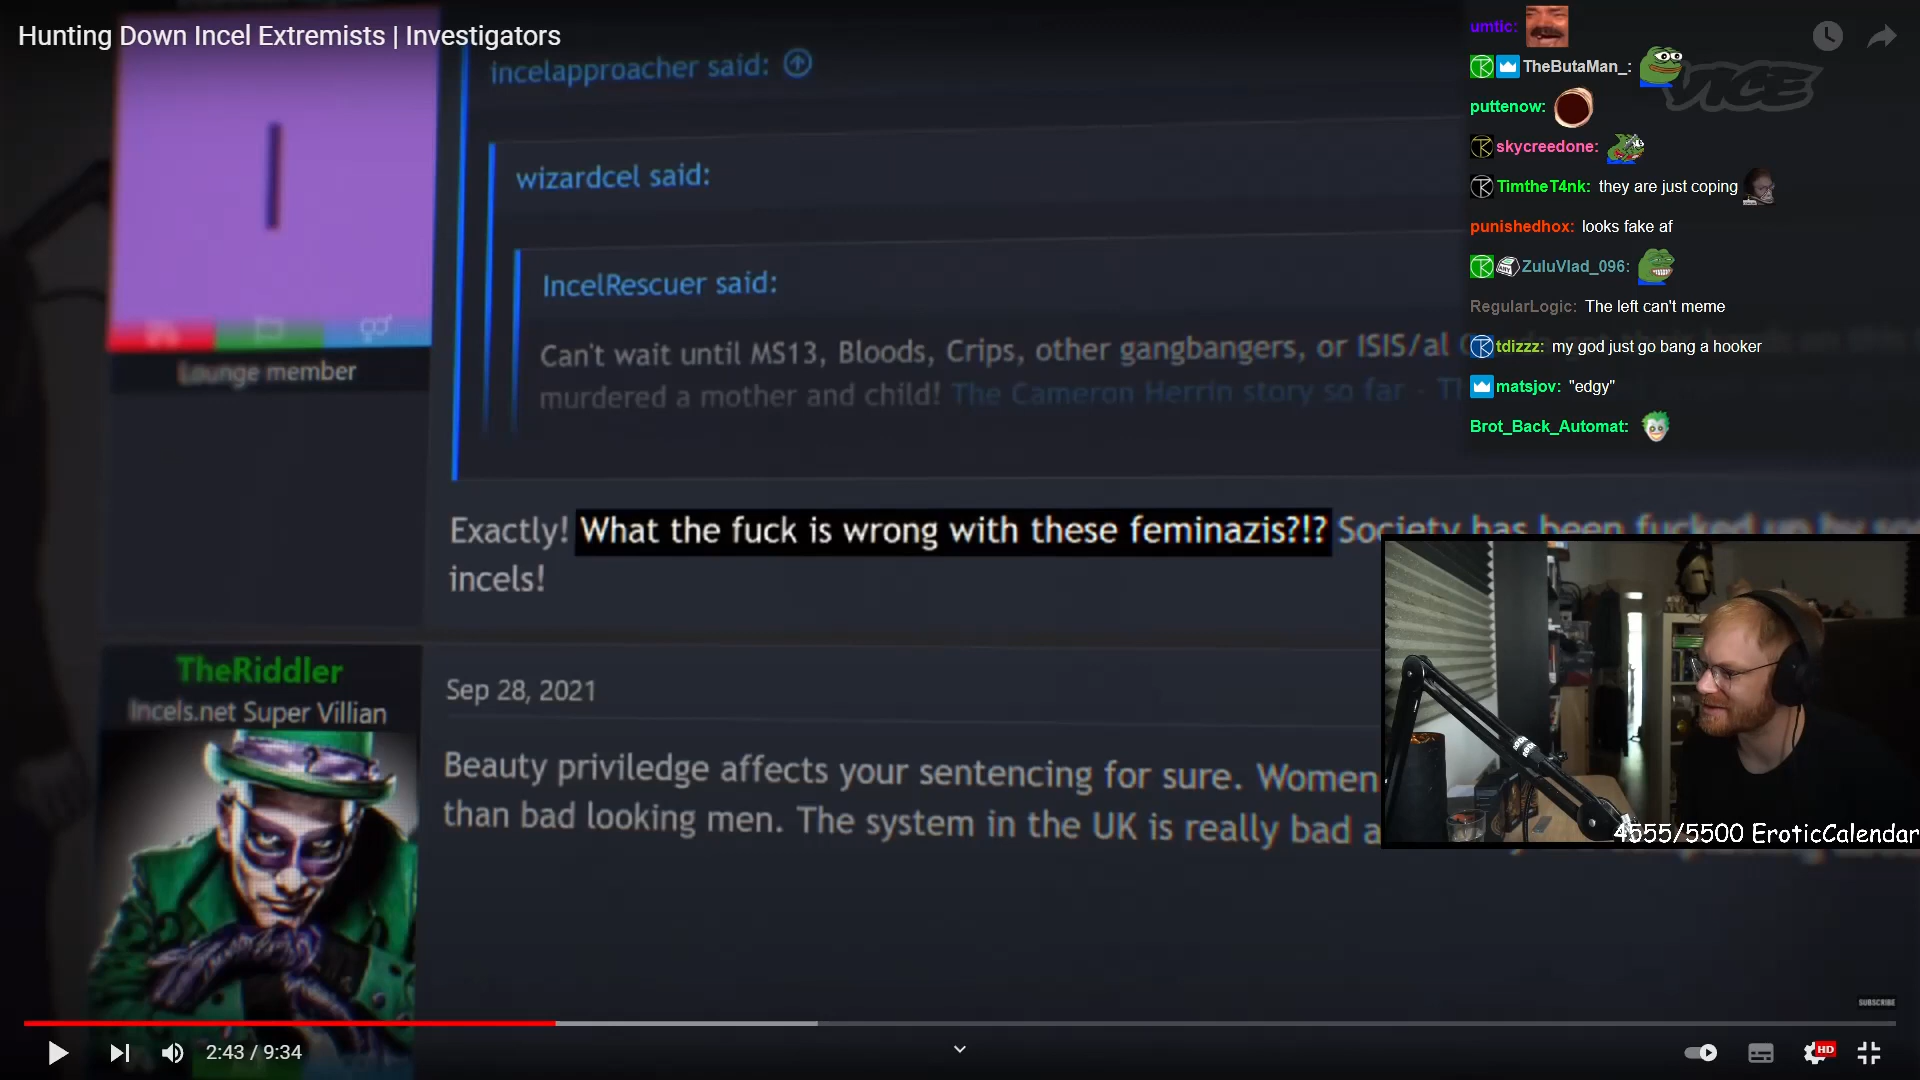 Hunting Down Incel Extremists | Investigators
VICE
incelapproacher said:
wizardcel said:
IncelRescuer said:
Can't wait until MS13, Bloods, Crips, other gangbangers, or ISIS/al
murdered a mother and child! The Cameron Herrin story so far - Th
Exactly! What the fuck is wrong with these feminazis?!? Society has been fucked up by so
incels!
I
Lounge member
TheRiddler
Incels.net Super Villian
Sep 28, 2021
Beauty priviledge affects your sentencing for sure. Women
than bad looking men. The system in the UK is really bad a
umtic:
TheButaMan_:
puttenow:
skycreedone:
TimtheT4nk: they are just coping
punishedhox: looks fake af
ZuluVlad_096:
RegularLogic: The left can't meme
tdizzz: my god just go bang a hooker
matsjov: "edgy"
Brot_Back_Automat:
4555/5500 EroticCalendar
SUBSCRIBE
2:43 / 9:34
HD